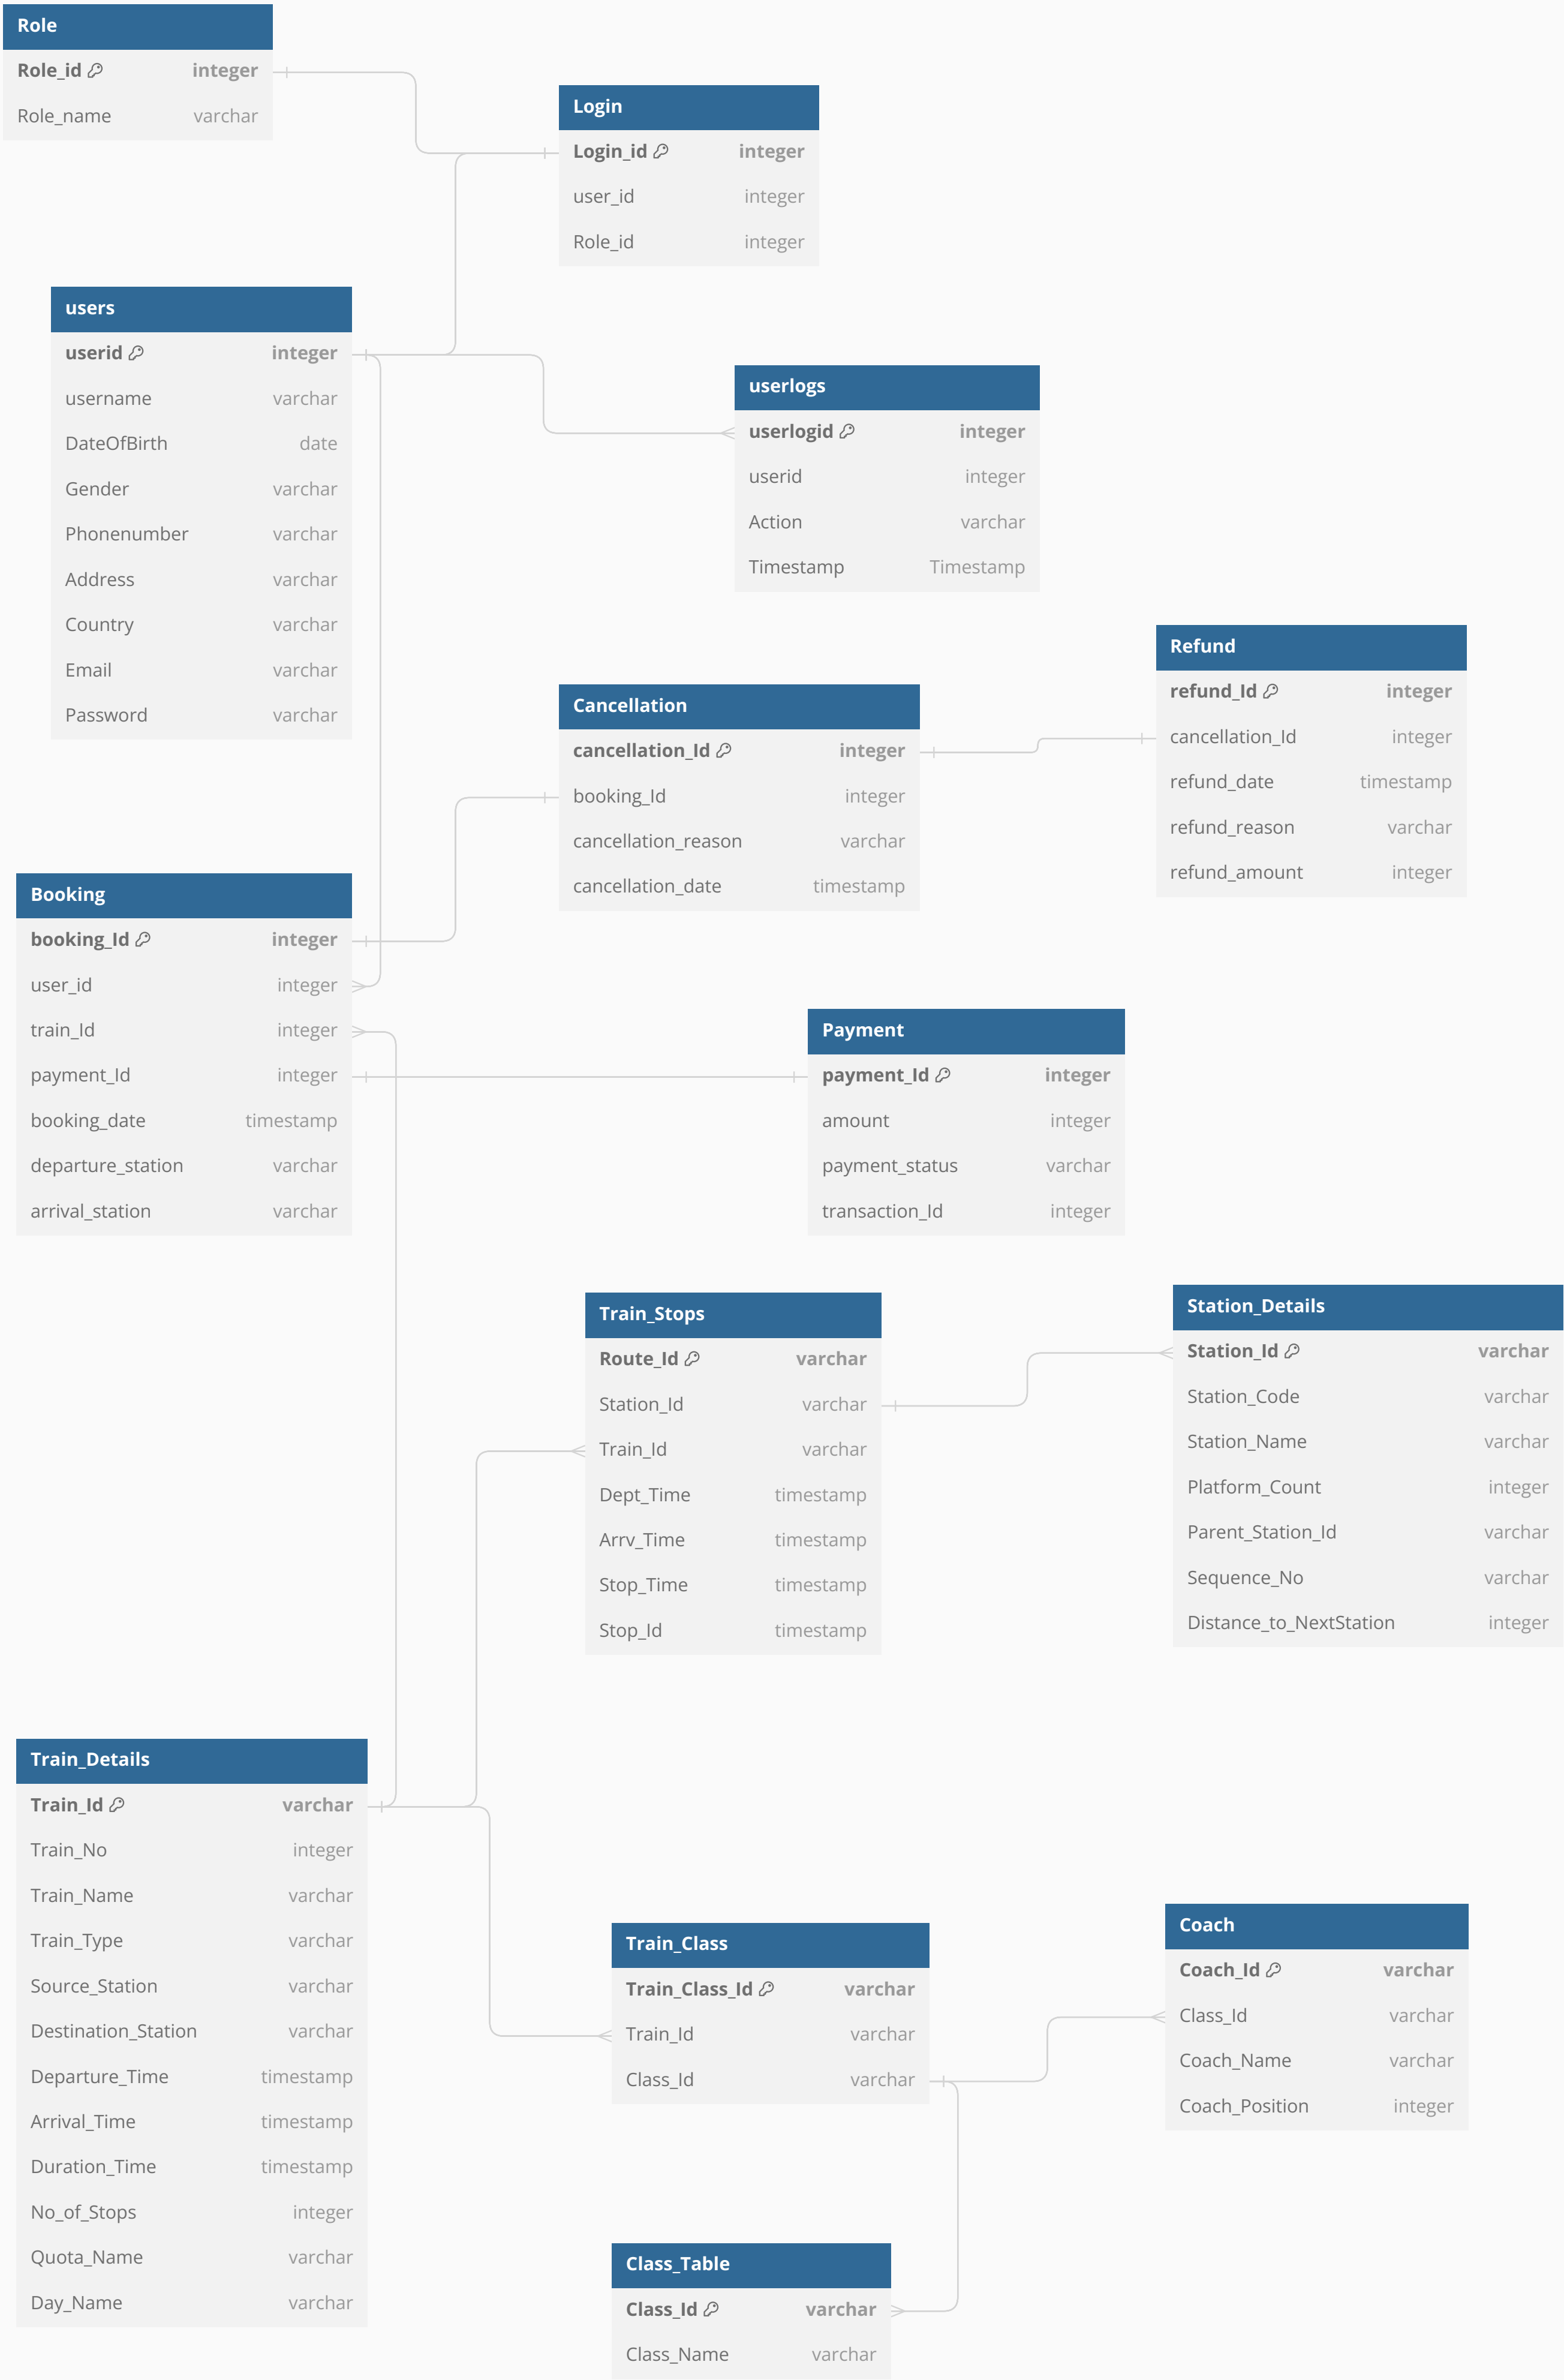 Role
Role_id integer
Role_name varchar
Login
Login_id integer
user_id integer
Role_id integer
users
userid integer
username varchar
DateOfBirth date
Gender varchar
Phonenumber varchar
Address varchar
Country varchar
Email varchar
Password varchar
userlogs
userlogid integer
userid integer
Action varchar
Timestamp Timestamp
Refund
refund_Id integer
cancellation_Id integer
refund_date timestamp
refund_reason varchar
refund_amount integer
Cancellation
cancellation_Id integer
booking_Id integer
cancellation_reason varchar
cancellation_date timestamp
Booking
booking_Id integer
user_id integer
train_Id integer
payment_Id integer
booking_date timestamp
departure_station varchar
arrival_station varchar
Payment
payment_Id integer
amount integer
payment_status varchar
transaction_Id integer
Train_Stops
Route_Id varchar
Station_Id varchar
Train_Id varchar
Dept_Time timestamp
Arrv_Time timestamp
Stop_Time timestamp
Stop_Id timestamp
Station_Details
Station_Id varchar
Station_Code varchar
Station_Name varchar
Platform_Count integer
Parent_Station_Id varchar
Sequence_No varchar
Distance_to_NextStation integer
Train_Details
Train_Id varchar
Train_No integer
Train_Name varchar
Train_Type varchar
Source_Station varchar
Destination_Station varchar
Departure_Time timestamp
Arrival_Time timestamp
Duration_Time timestamp
No_of_Stops integer
Quota_Name varchar
Day_Name varchar
Train_Class
Train_Class_Id varchar
Train_Id varchar
Class_Id varchar
Coach
Coach_Id varchar
Class_Id varchar
Coach_Name varchar
Coach_Position integer
Class_Table
Class_Id varchar
Class_Name varchar